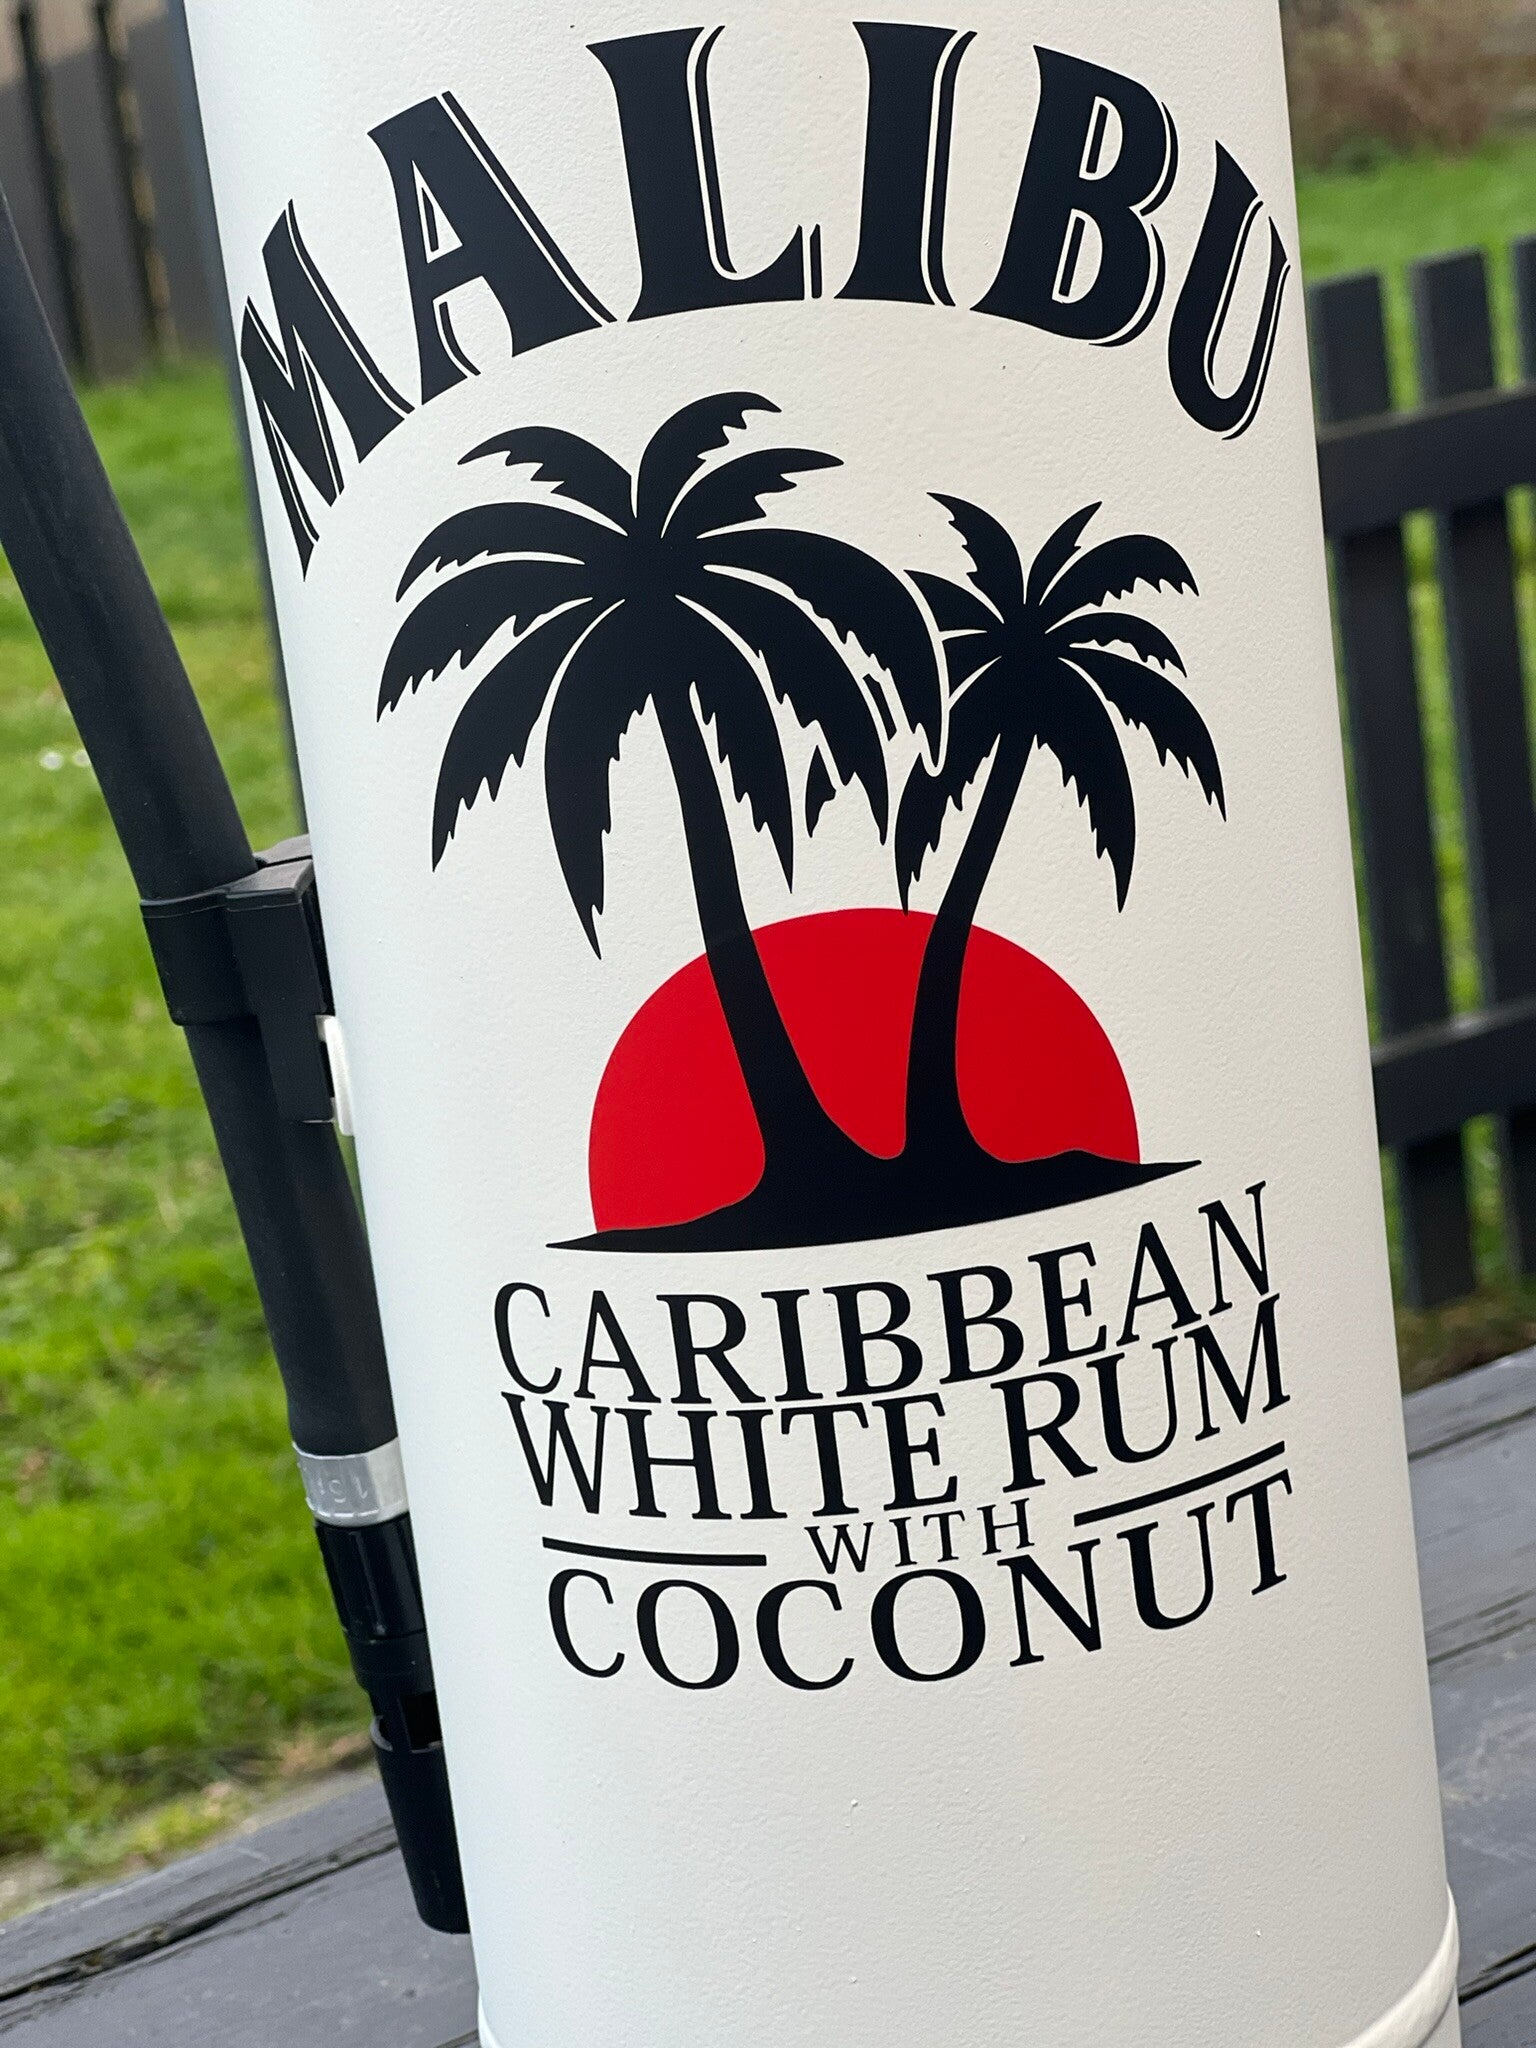 MALIBU
CARIBBEAN
WHITE RUM
WITH
COCONUT